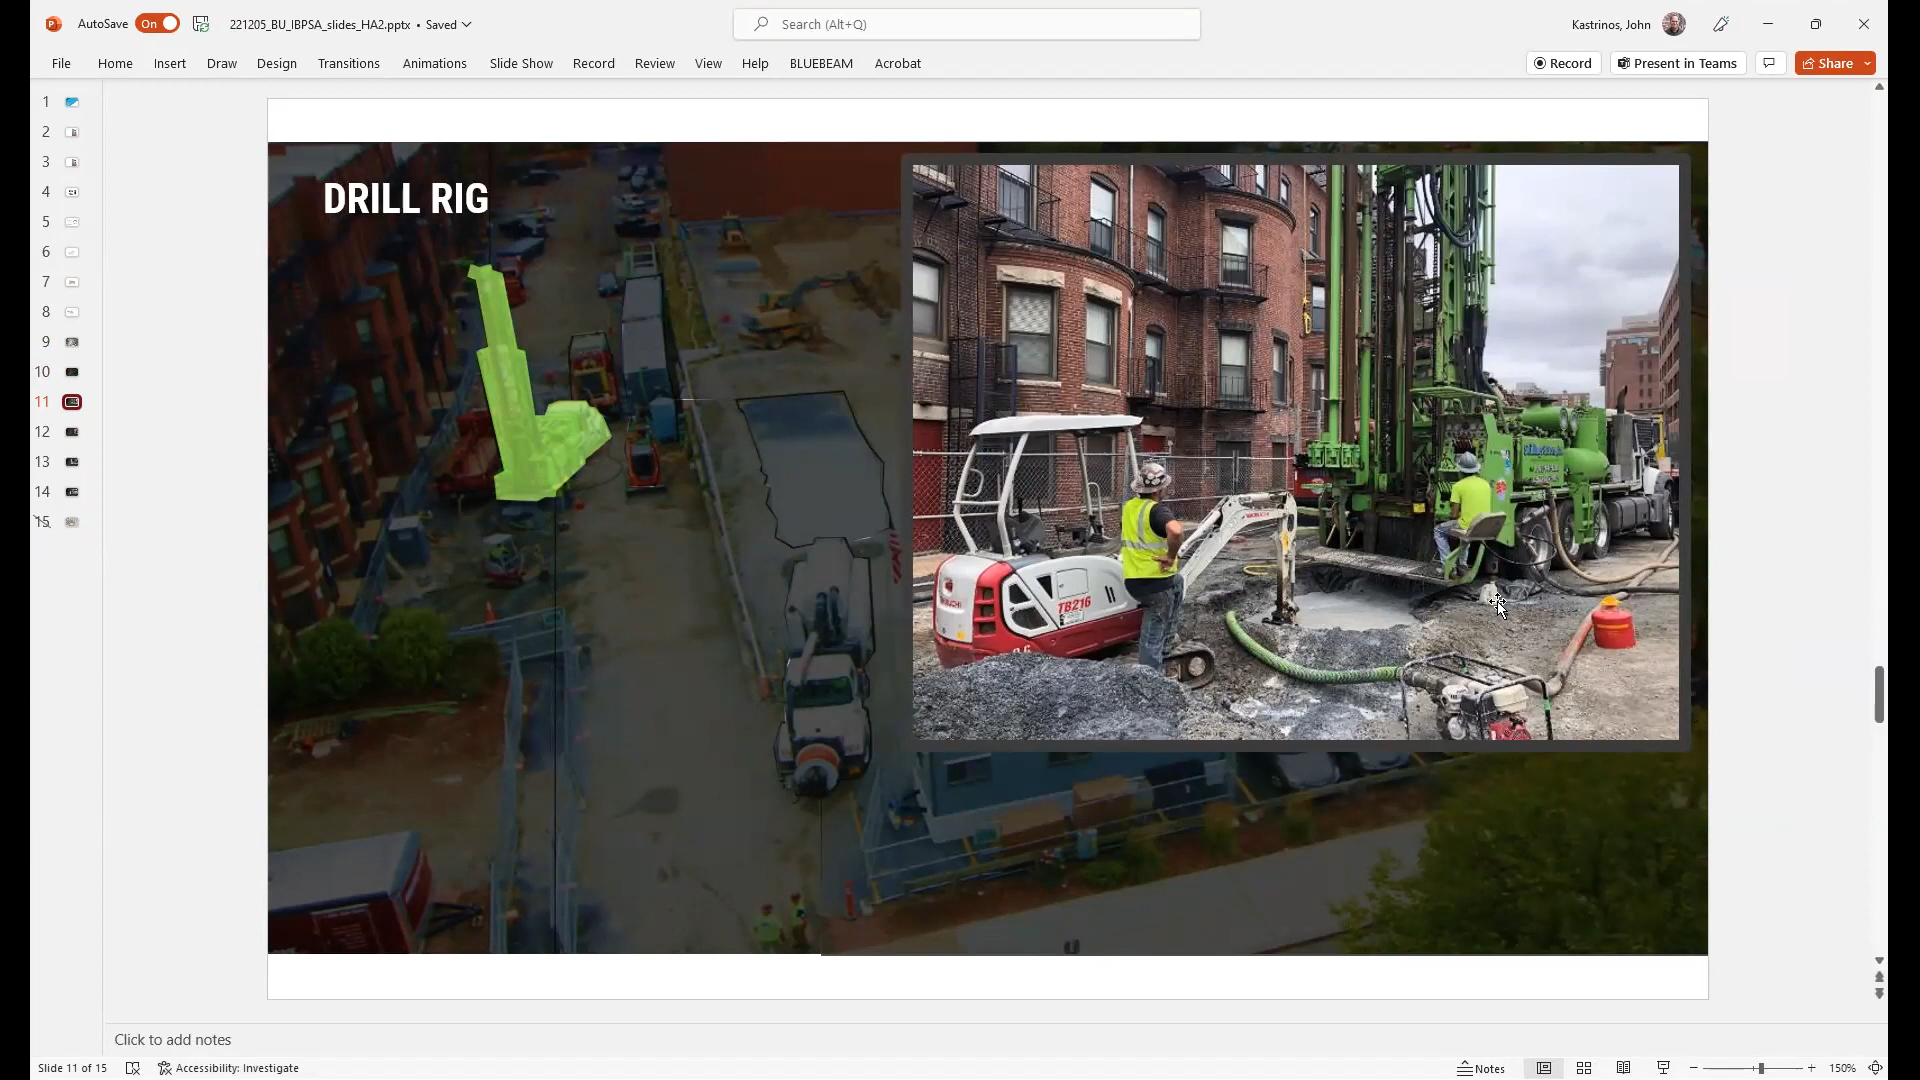 AutoSave On 221205_BU_IBPSA_slides_HA2.pptx • Saved Search (Alt+Q) Kastrinos, John
File Home Insert Draw Design Transitions Animations Slide Show Record Review View Help BLUEBEAM Acrobat Record Present in Teams Share
1
2
3
4
5
6
7
8
9
10
11
12
13
14
15
DRILL RIG
TB216
Click to add notes
Slide 11 of 15 Accessibility: Investigate Notes 150%